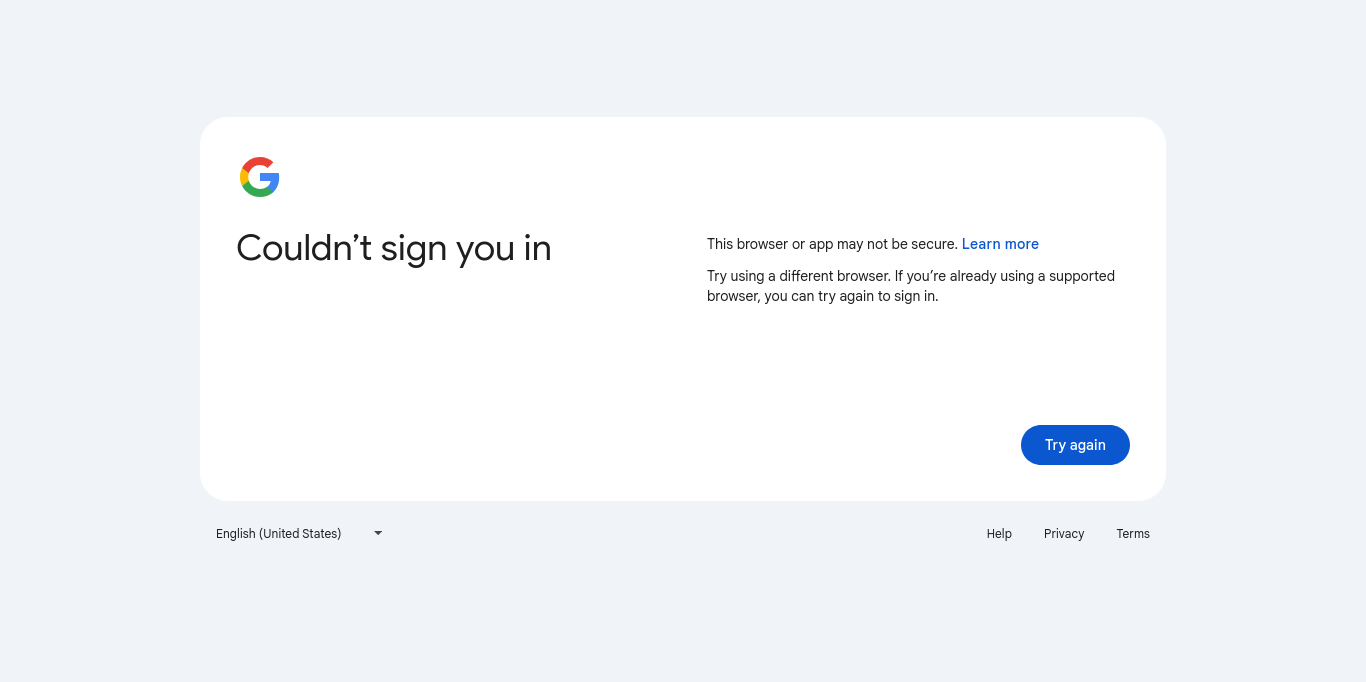 Couldn’t sign you in
This browser or app may not be secure. Learn more
Try using a different browser. If you’re already using a supported
browser, you can try again to sign in.
Try again
English (United States)
Help Privacy Terms